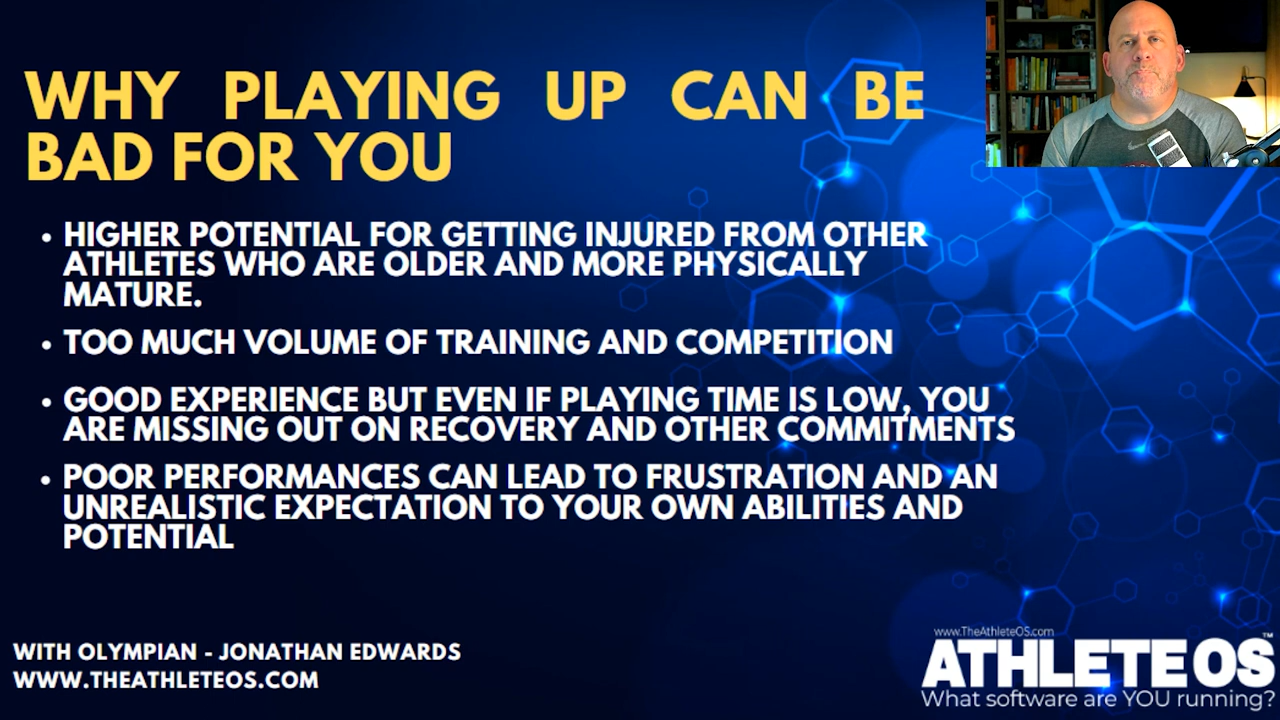 WHY PLAYING UP CAN BE
BAD FOR YOU
• HIGHER POTENTIAL FOR GETTING INJURED FROM OTHER
ATHLETES WHO ARE OLDER AND MORE PHYSICALLY
MATURE.
• TOO MUCH VOLUME OF TRAINING AND COMPETITION
• GOOD EXPERIENCE BUT EVEN IF PLAYING TIME IS LOW, YOU
ARE MISSING OUT ON RECOVERY AND OTHER COMMITMENTS
• POOR PERFORMANCES CAN LEAD TO FRUSTRATION AND AN
UNREALISTIC EXPECTATION TO YOUR OWN ABILITIES AND
POTENTIAL
WITH OLYMPIAN - JONATHAN EDWARDS
WWW.THEATHLETEOS.COM
www.TheAthleteOS.com
ATHLETE OS™
What software are YOU running?